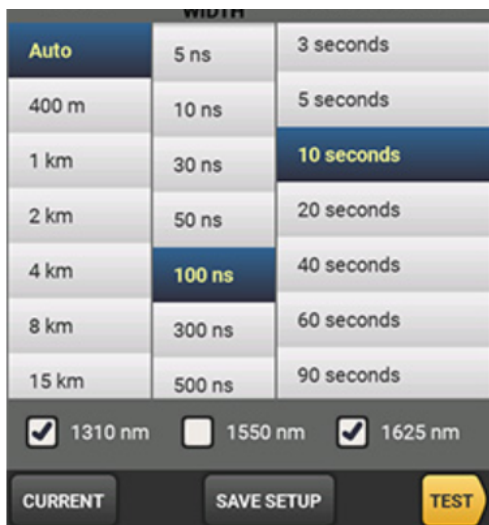 WIDTH
Auto
400 m
1 km
2 km
4 km
8 km
15 km
5 ns
10 ns
30 ns
50 ns
100 ns
300 ns
500 ns
3 seconds
5 seconds
10 seconds
20 seconds
40 seconds
60 seconds
90 seconds
1310 nm 1550 nm 1625 nm
CURRENT SAVE SETUP TEST